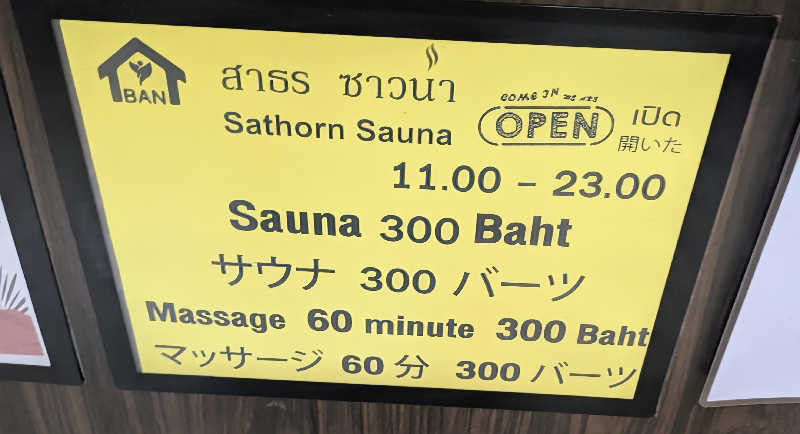 BAN
สาธร ซาวน่า
Sathorn Sauna
COME IN WE ARE
OPEN
เปิด
開いた
11.00 - 23.00
Sauna 300 Baht
サウナ 300 バーツ
Massage 60 minute 300 Baht
マッサージ 60 分 300 バーツ